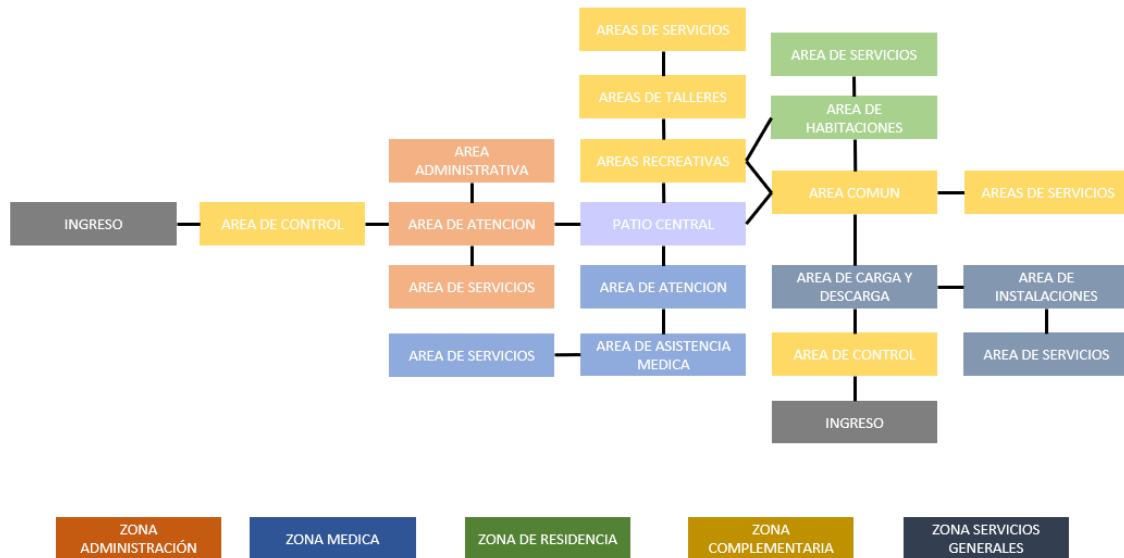 AREAS DE SERVICIOS
AREA DE SERVICIOS
AREAS DE TALLERES
AREA DE
HABITACIONES
AREA
ADMINISTRATIVA
AREAS RECREATIVAS
AREA COMUN
AREAS DE SERVICIOS
INGRESO
AREA DE CONTROL
AREA DE ATENCION
PATIO CENTRAL
AREA DE SERVICIOS
AREA DE ATENCION
AREA DE CARGA Y
DESCARGA
AREA DE
INSTALACIONES
AREA DE SERVICIOS
AREA DE ASISTENCIA
MEDICA
AREA DE CONTROL
AREA DE SERVICIOS
INGRESO
ZONA
ADMINISTRACIÓN
ZONA MEDICA
ZONA DE RESIDENCIA
ZONA
COMPLEMENTARIA
ZONA SERVICIOS
GENERALES